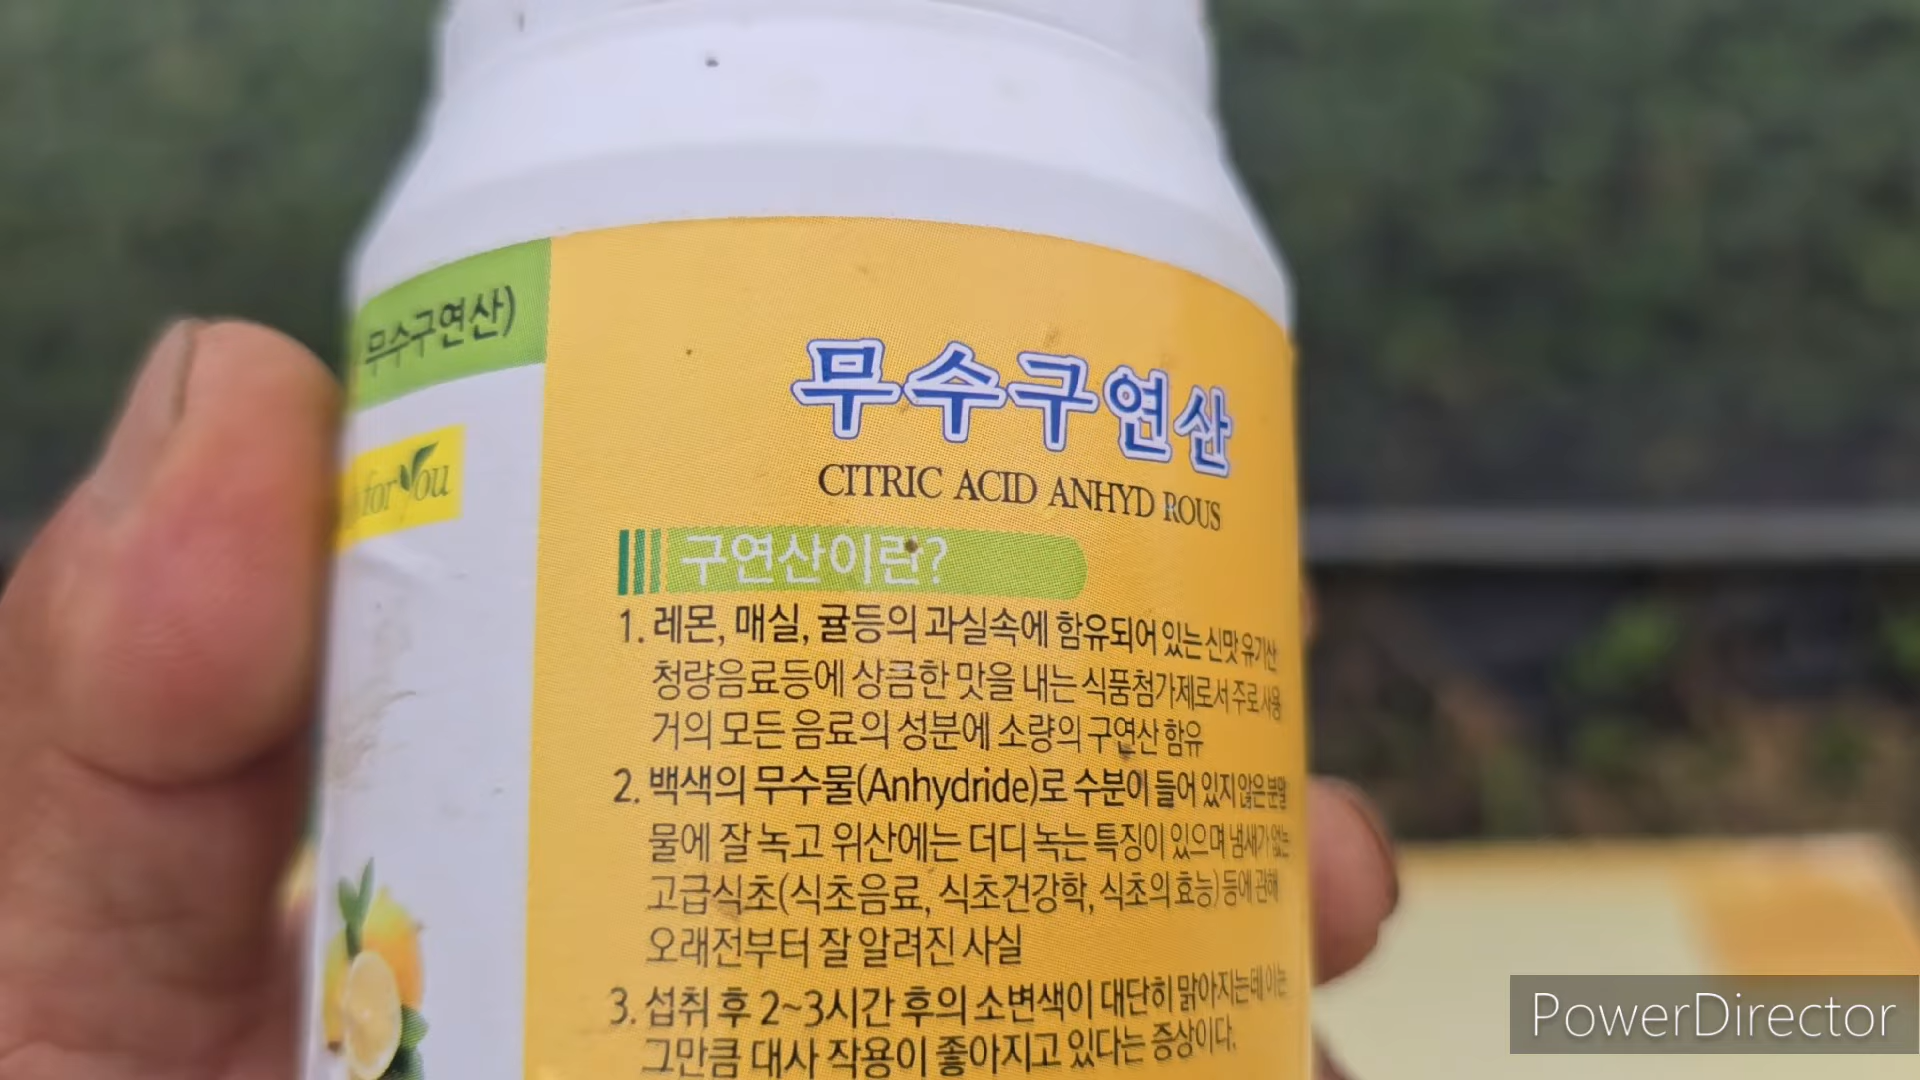 무수구연산)
for You
무수구연산
CITRIC ACID ANHYD ROUS
구연산이란?
1. 레몬, 매실, 귤등의 과실속에 함유되어 있는 신맛 유기산
청량음료등에 상큼한 맛을 내는 식품첨가제로서 주로 사용
거의 모든 음료의 성분에 소량의 구연산 함유
2. 백색의 무수물(Anhydride)로 수분이 들어 있지 않은 분말
물에 잘 녹고 위산에는 더디 녹는 특징이 있으며 냄새가 없는
고급식초(식초음료, 식초건강학, 식초의 효능) 등에 관해
오래전부터 잘 알려진 사실
3. 섭취 후 2~3시간 후의 소변색이 대단히 맑아지는데 이는
그만큼 대사 작용이 좋아지고 있다는 증상이다.
PowerDirector